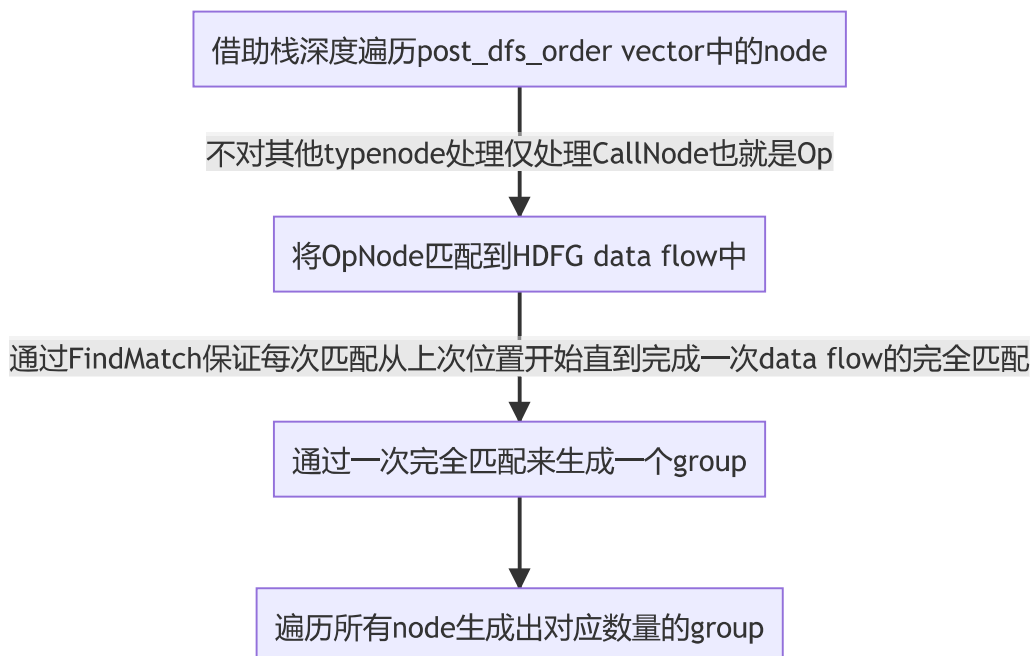 借助栈深度遍历post_dfs_order vector中的node
不对其他typenode处理仅处理CallNode也就是Op
将OpNode匹配到HDFG data flow中
通过FindMatch保证每次匹配从上次位置开始直到完成一次data flow的完全匹配
通过一次完全匹配来生成一个group
遍历所有node生成出对应数量的group